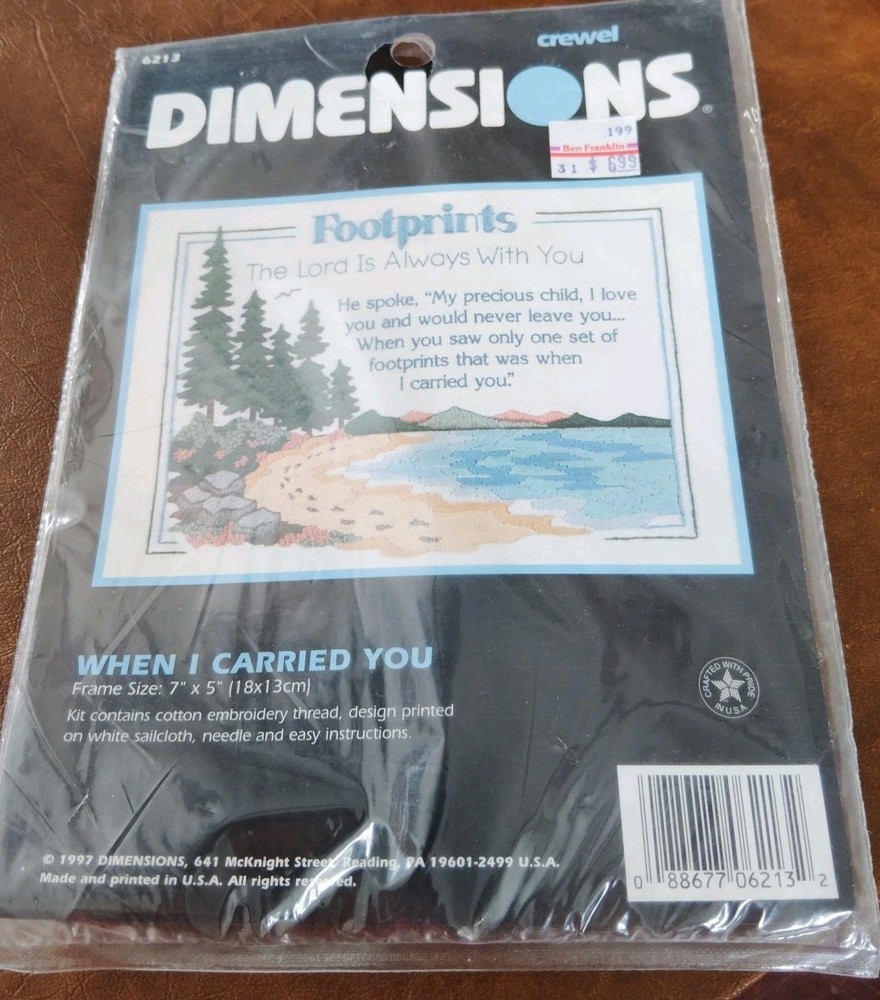 6213
crewel
DIMENSIONS®
199
Ben Franklin
31 $ 699
Footprints
The Lord Is Always With You
He spoke, “My precious child, I love
you and would never leave you...
When you saw only one set of
footprints that was when
I carried you.”
WHEN I CARRIED YOU
Frame Size: 7" x 5" (18x13cm)
Kit contains cotton embroidery thread, design printed
on white sailcloth, needle and easy instructions.
CRAFTED WITH PRIDE
IN U.S.A.
© 1997 DIMENSIONS, 641 McKnight Street, Reading, PA 19601-2499 U.S.A.
Made and printed in U.S.A. All rights reserved.
0 88677 06213 2